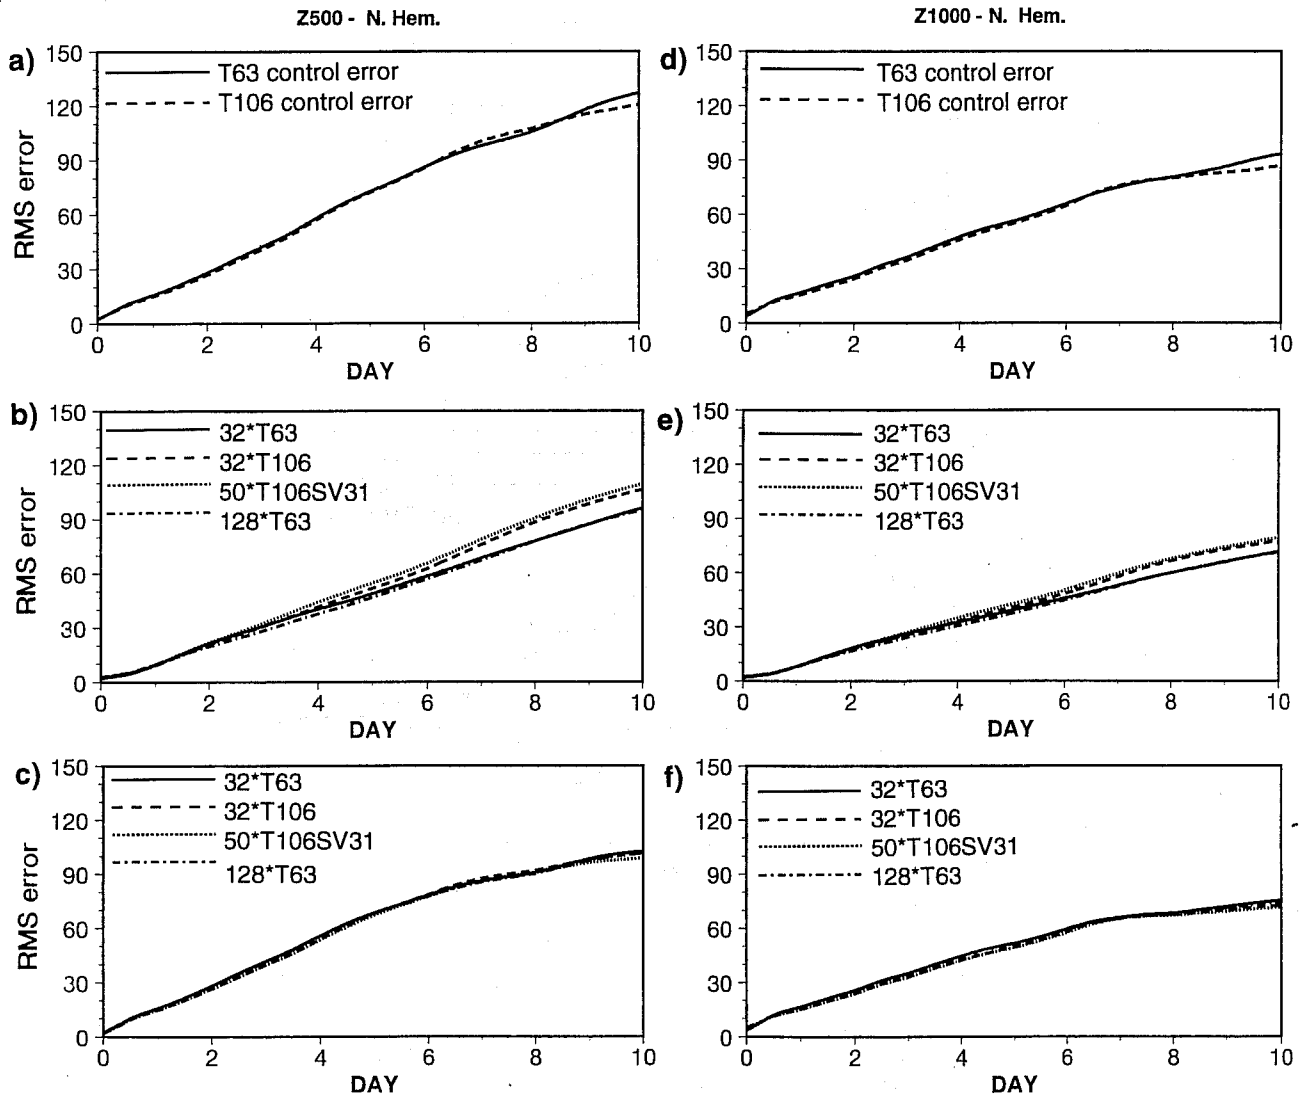 Z500 - N. Hem.
Z1000 - N. Hem.
a)
150
120
90
60
30
0
RMS error
T63 control error
T106 control error
0 2 4 6 8 10
DAY
d)
150
120
90
60
30
0
T63 control error
T106 control error
0 2 4 6 8 10
DAY
b)
150
120
90
60
30
0
RMS error
32*T63
32*T106
50*T106SV31
128*T63
0 2 4 6 8 10
DAY
e)
150
120
90
60
30
0
32*T63
32*T106
50*T106SV31
128*T63
0 2 4 6 8 10
DAY
c)
150
120
90
60
30
0
RMS error
32*T63
32*T106
50*T106SV31
128*T63
0 2 4 6 8 10
DAY
f)
150
120
90
60
30
0
32*T63
32*T106
50*T106SV31
128*T63
0 2 4 6 8 10
DAY